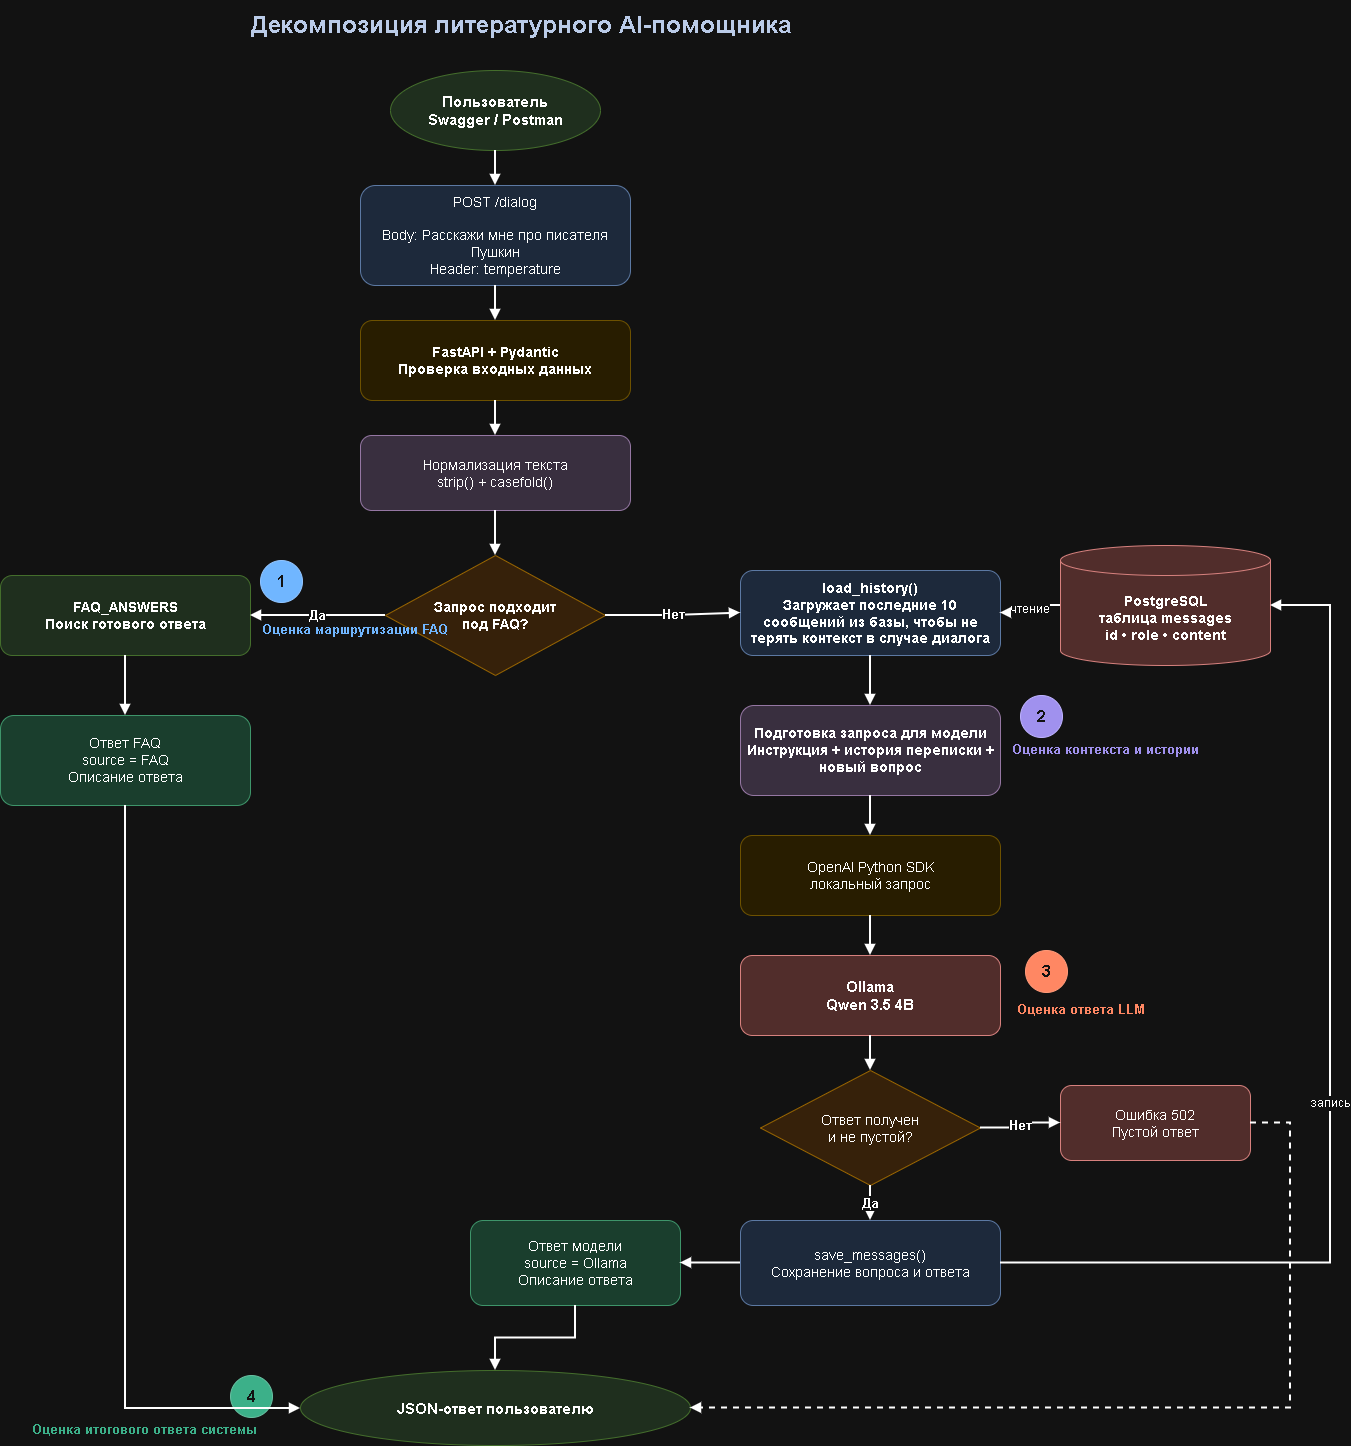 Декомпозиция литературного AI-помощника
Пользователь
Swagger / Postman
POST /dialog
Body: Расскажи мне про писателя
Пушкин
Header: temperature
FastAPI + Pydantic
Проверка входных данных
Нормализация текста
strip() + casefold()
Запрос подходит
под FAQ?
1
Да
Оценка маршрутизации FAQ
FAQ_ANSWERS
Поиск готового ответа
Ответ FAQ
source = FAQ
Описание ответа
Нет
load_history()
Загружает последние 10
сообщений из базы, чтобы не
терять контекст в случае диалога
чтение
PostgreSQL
таблица messages
id • role • content
Подготовка запроса для модели
Инструкция + история переписки +
новый вопрос
2
Оценка контекста и истории
OpenAI Python SDK
локальный запрос
Ollama
Qwen 3.5 4B
3
Оценка ответа LLM
Ответ получен
и не пустой?
Нет
Ошибка 502
Пустой ответ
запись
Да
save_messages()
Сохранение вопроса и ответа
Ответ модели
source = Ollama
Описание ответа
4
Оценка итогового ответа системы
JSON-ответ пользователю